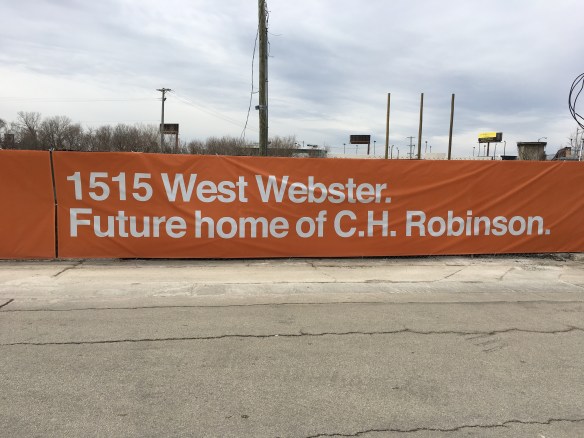 1515 West Webster.
Future home of C.H. Robinson.